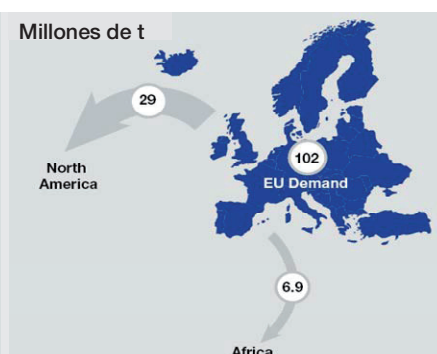 Millones de t
29
North
America
102
EU Demand
6.9
Africa